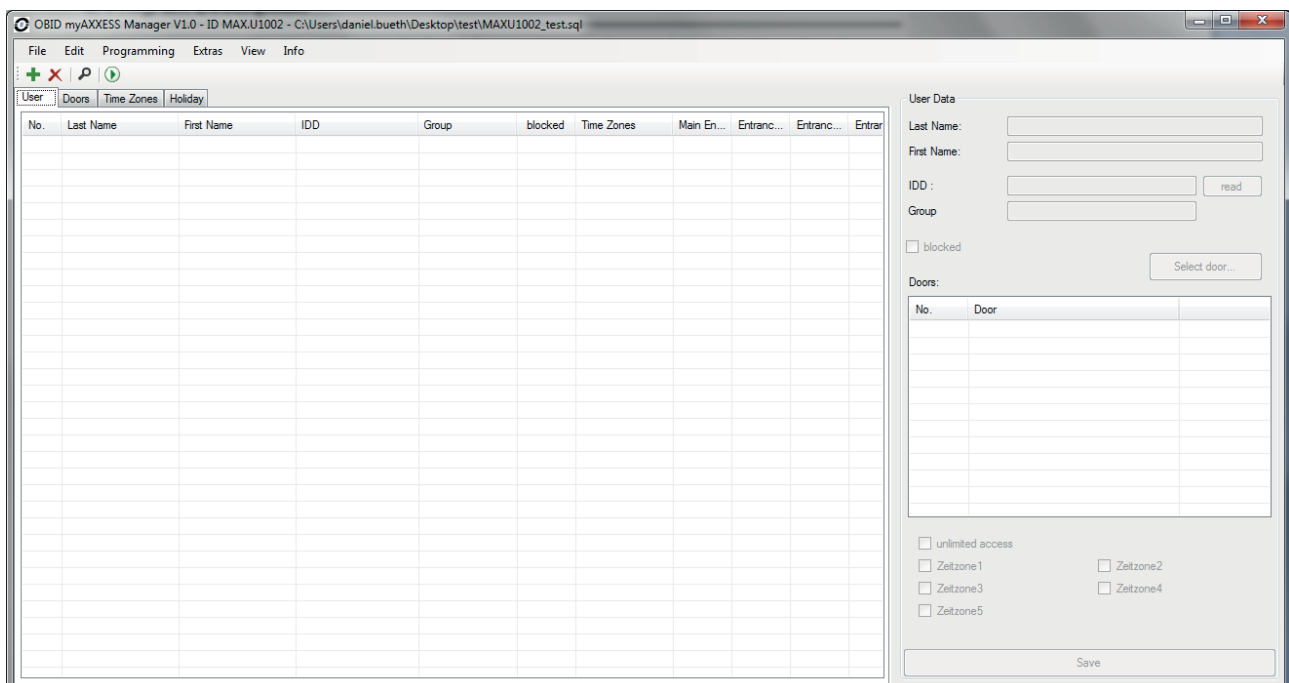 OBID myAXXESS Manager V1.0 - ID MAX.U1002 - C:\Users\daniel.bueth\Desktop\test\MAXU1002_test.sql
File Edit Programming Extras View Info
User Doors Time Zones Holiday
No. Last Name First Name IDD Group blocked Time Zones Main En... Entranc... Entranc... Entrar
User Data
Last Name:
First Name:
IDD : read
Group
blocked
Select door...
Doors:
No. Door
unlimited access
Zeitzone1 Zeitzone2
Zeitzone3 Zeitzone4
Zeitzone5
Save